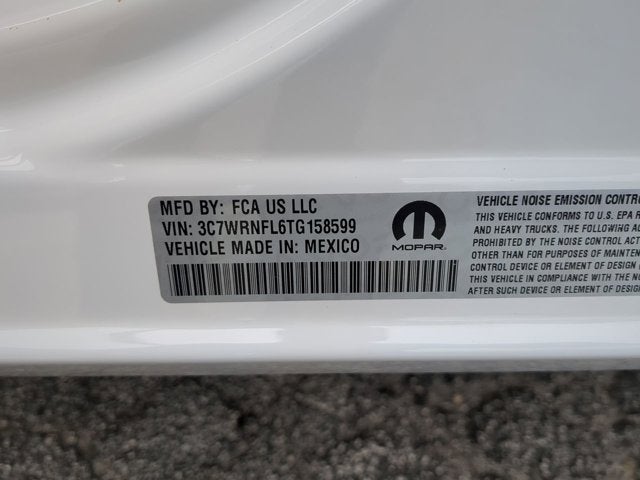 MFD BY: FCA US LLC
VIN: 3C7WRNFL6TG158599
VEHICLE MADE IN: MEXICO
MOPAR
VEHICLE NOISE EMISSION CONTRO
THIS VEHICLE CONFORMS TO U.S. EPA R
AND HEAVY TRUCKS. THE FOLLOWING AC
BY THE NOISE CONTROL ACT
OTHER THAN FOR PURPOSES OF MAINTEN
CONTROL DEVICE OR ELEMENT OF DESIGN
THIS VEHICLE IN COMPLIANCE WITH THE N
AFTER SUCH DEVICE OR ELEMENT OF DESIG